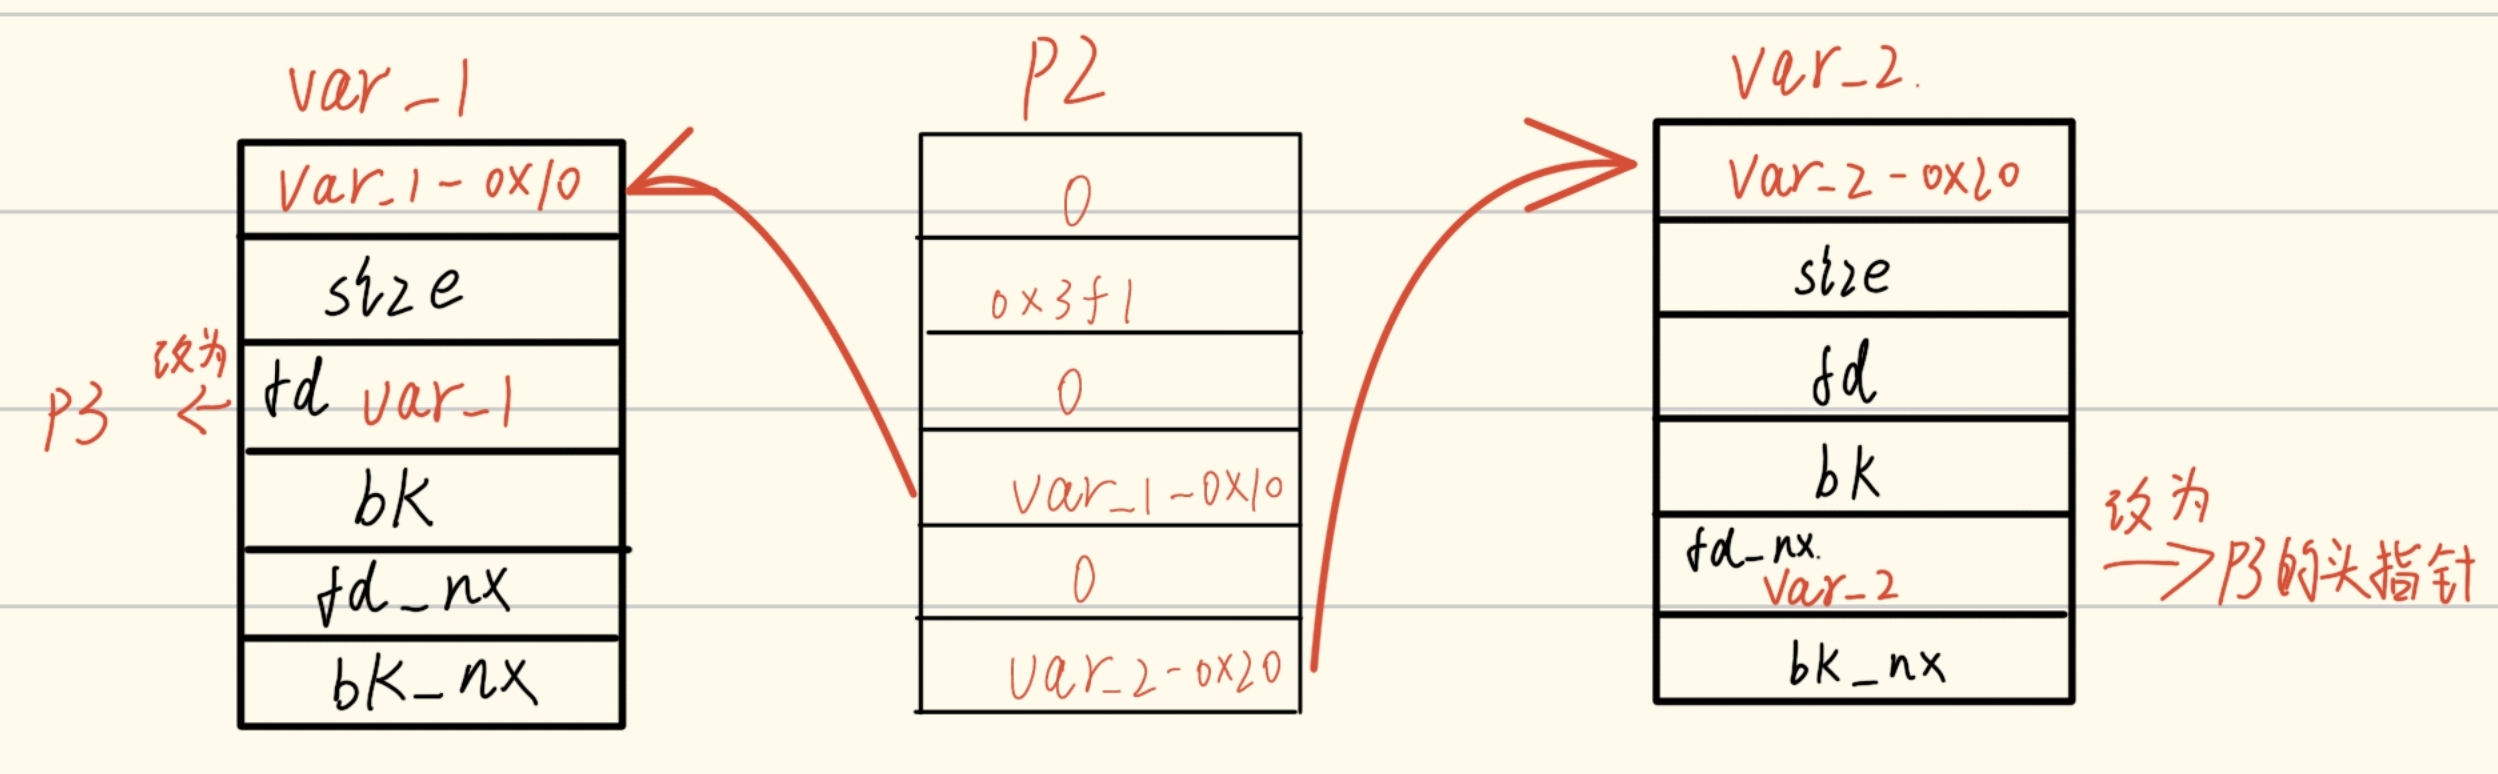 var_1
var_1-0x10
size
fd var_1
改为
P3
bk
fd_nx
bk_nx
P2
0
0x3f1
0
var_1-0x10
0
var_2-0x20
var_2.
var_2-0x20
size
fd
bk
fd_nx.
var_2
改为
P3的头指针
bk_nx